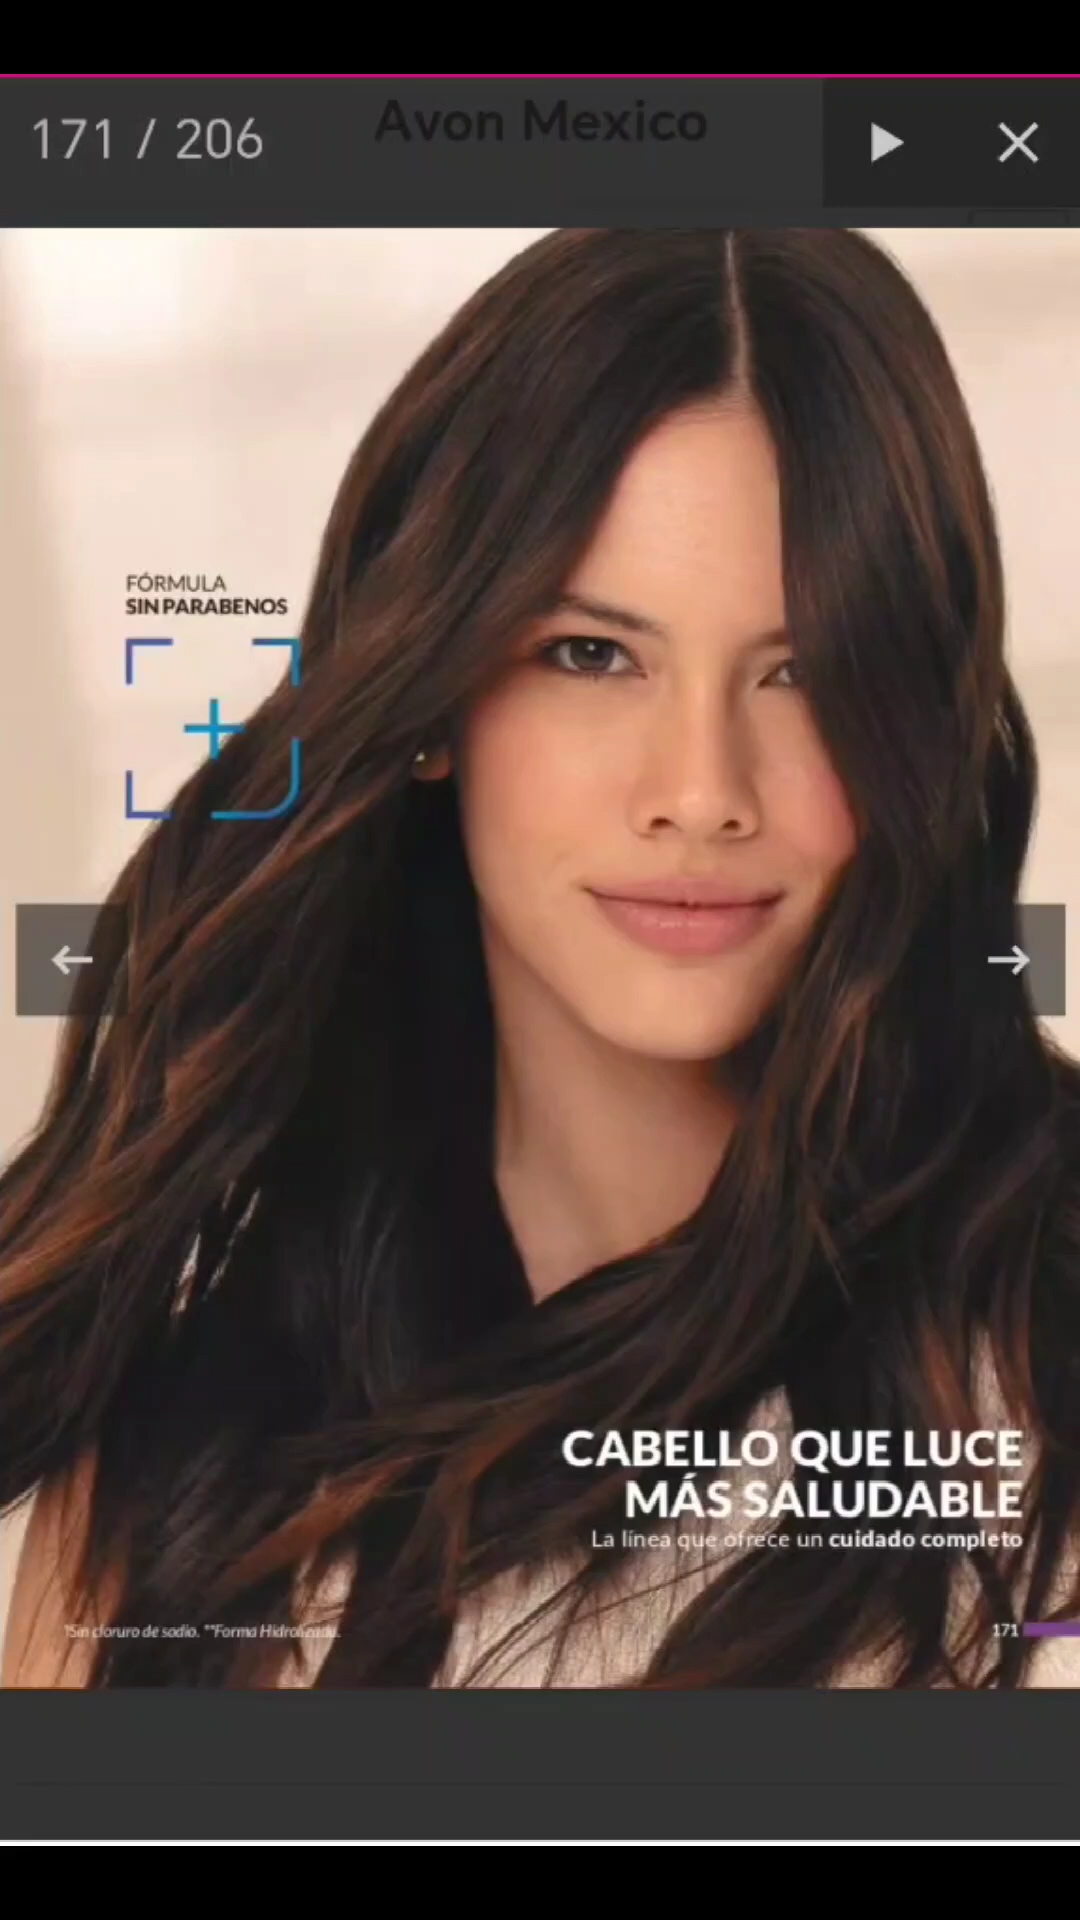 171 / 206
Avon Mexico
FÓRMULA
SIN PARABENOS
CABELLO QUE LUCE
MÁS SALUDABLE
La línea que ofrece un cuidado completo
*Sin cloruro de sodio. **Forma Hidrolizada.
171